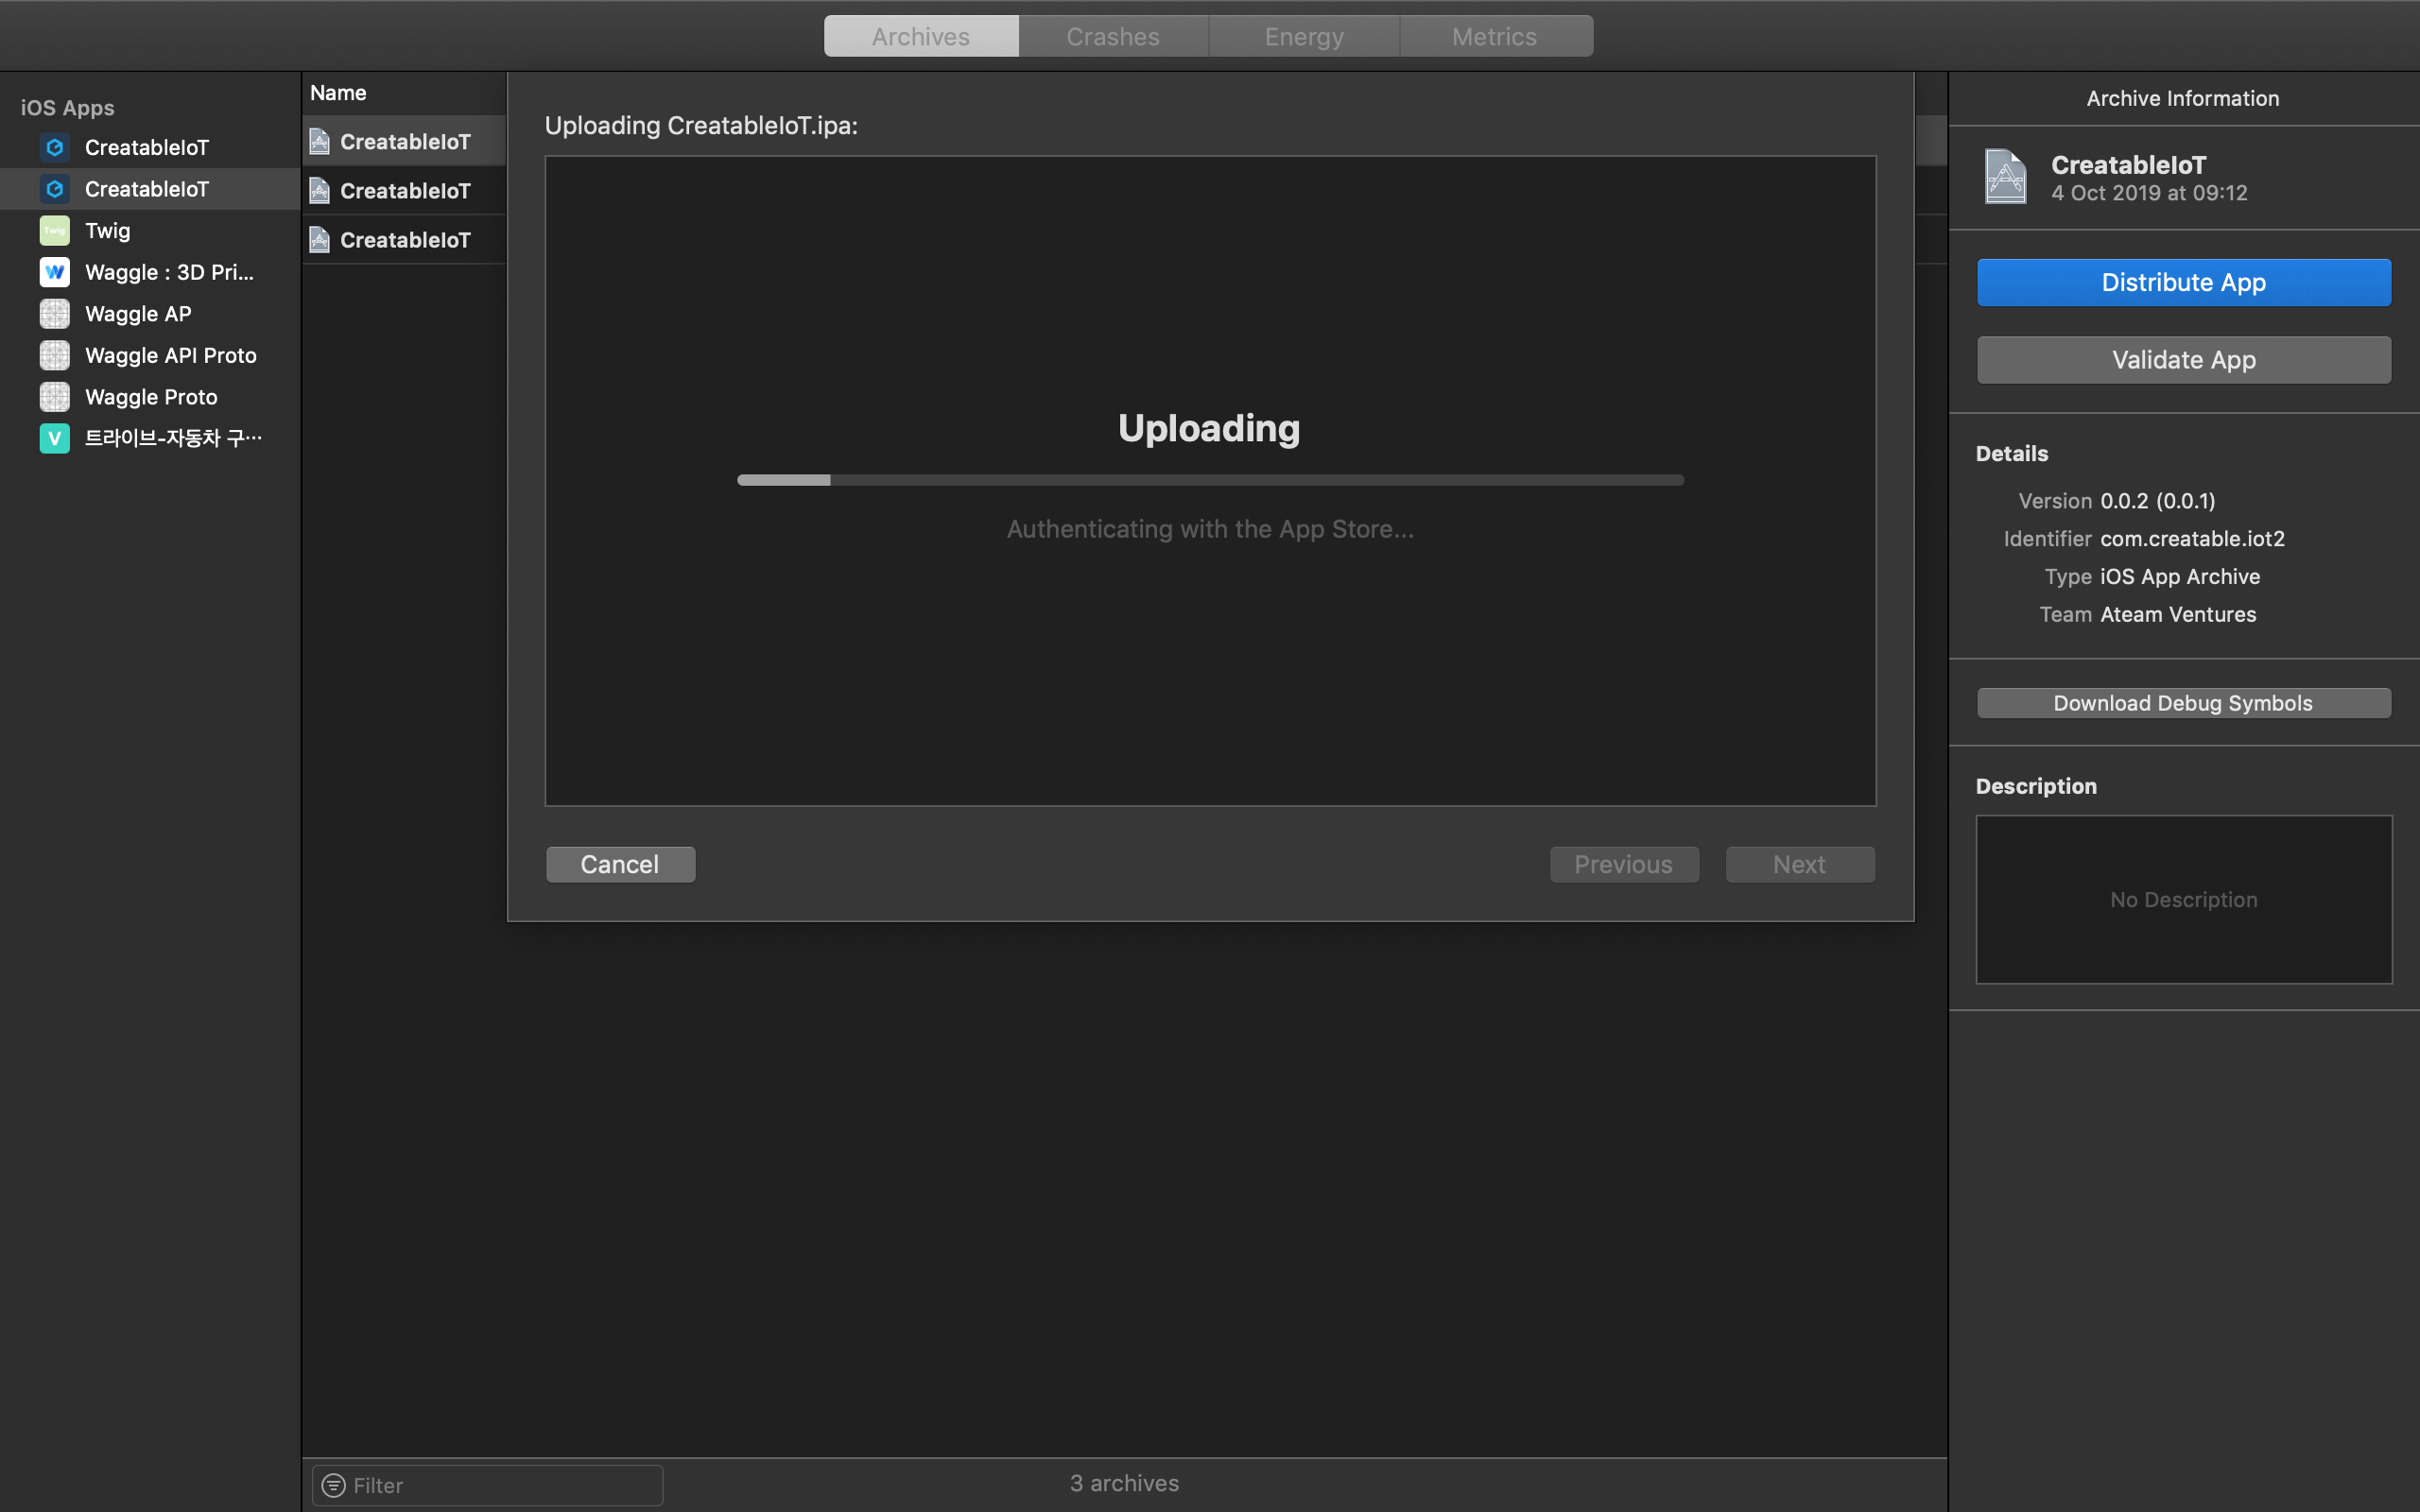 Archives
Crashes
Energy
Metrics
iOS Apps
CreatableIoT
CreatableIoT
Twig
Twig
W
Waggle : 3D Pri...
Waggle AP
Waggle API Proto
Waggle Proto
V
트라이브-자동차 구…
Name
CreatableIoT
CreatableIoT
CreatableIoT
Uploading CreatableIoT.ipa:
Uploading
Authenticating with the App Store...
Cancel
Previous
Next
Filter
3 archives
Archive Information
CreatableIoT
4 Oct 2019 at 09:12
Distribute App
Validate App
Details
Version 0.0.2 (0.0.1)
Identifier com.creatable.iot2
Type iOS App Archive
Team Ateam Ventures
Download Debug Symbols
Description
No Description